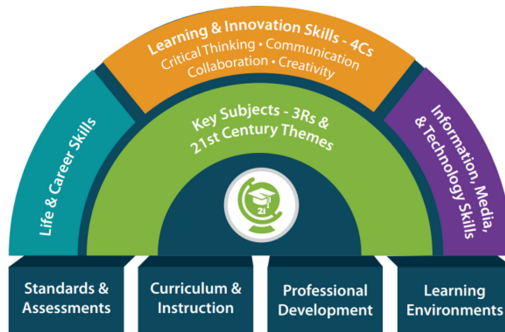 Learning & Innovation Skills - 4Cs
Critical Thinking • Communication
Collaboration • Creativity
Life & Career Skills
Key Subjects - 3Rs &
21st Century Themes
Information, Media,
& Technology Skills
21
Standards &
Assessments
Curriculum &
Instruction
Professional
Development
Learning
Environments